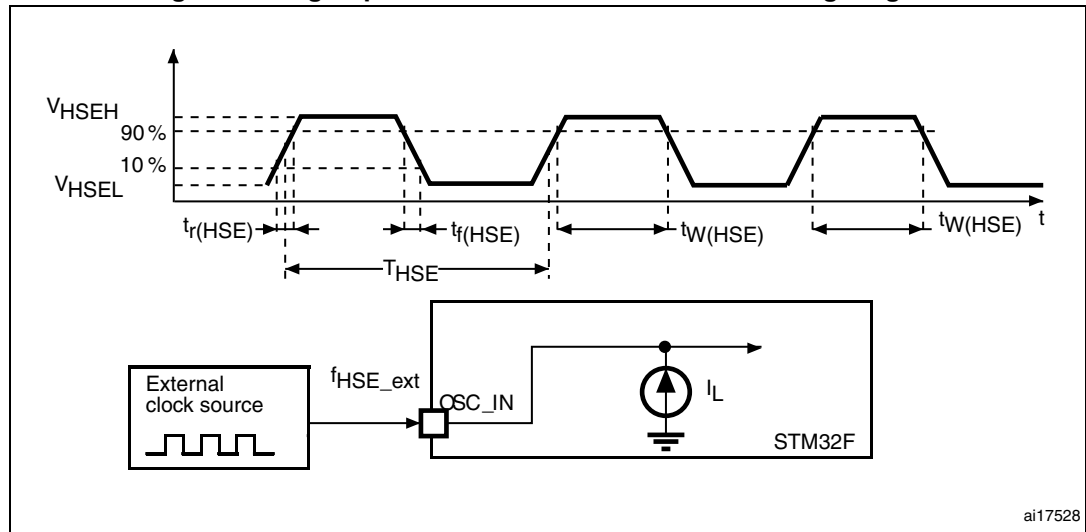 VHSEH
90 %
10 %
VHSEL
tr(HSE)
tf(HSE)
tW(HSE)
tW(HSE)
t
THSE
External
clock source
fHSE_ext
OSC_IN
IL
STM32F
ai17528